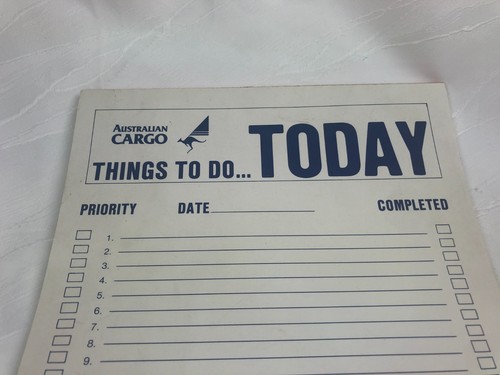 AUSTRALIAN
CARGO
THINGS TO DO... TODAY
PRIORITY DATE COMPLETED
1.
2.
3.
4.
5.
6.
7.
8.
9.